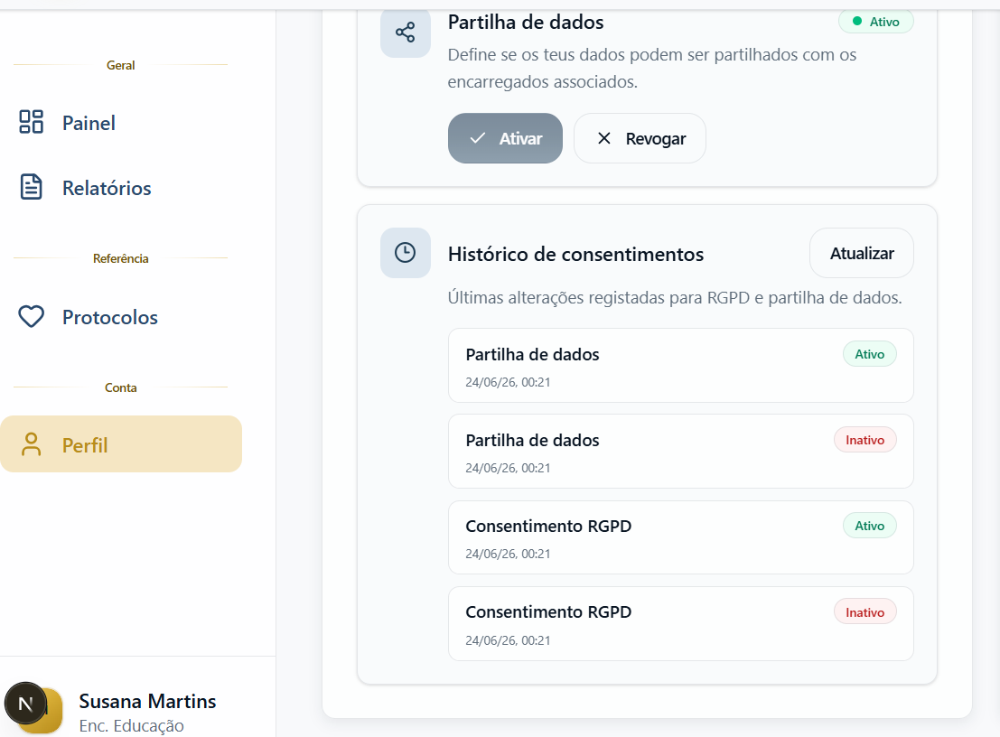 Geral
Painel
Relatórios
Referência
Protocolos
Conta
Perfil
N
Susana Martins
Enc. Educação
Partilha de dados
Ativo
Define se os teus dados podem ser partilhados com os
encarregados associados.
Ativar
Revogar
Histórico de consentimentos
Atualizar
Últimas alterações registadas para RGPD e partilha de dados.
Partilha de dados
Ativo
24/06/26, 00:21
Partilha de dados
Inativo
24/06/26, 00:21
Consentimento RGPD
Ativo
24/06/26, 00:21
Consentimento RGPD
Inativo
24/06/26, 00:21